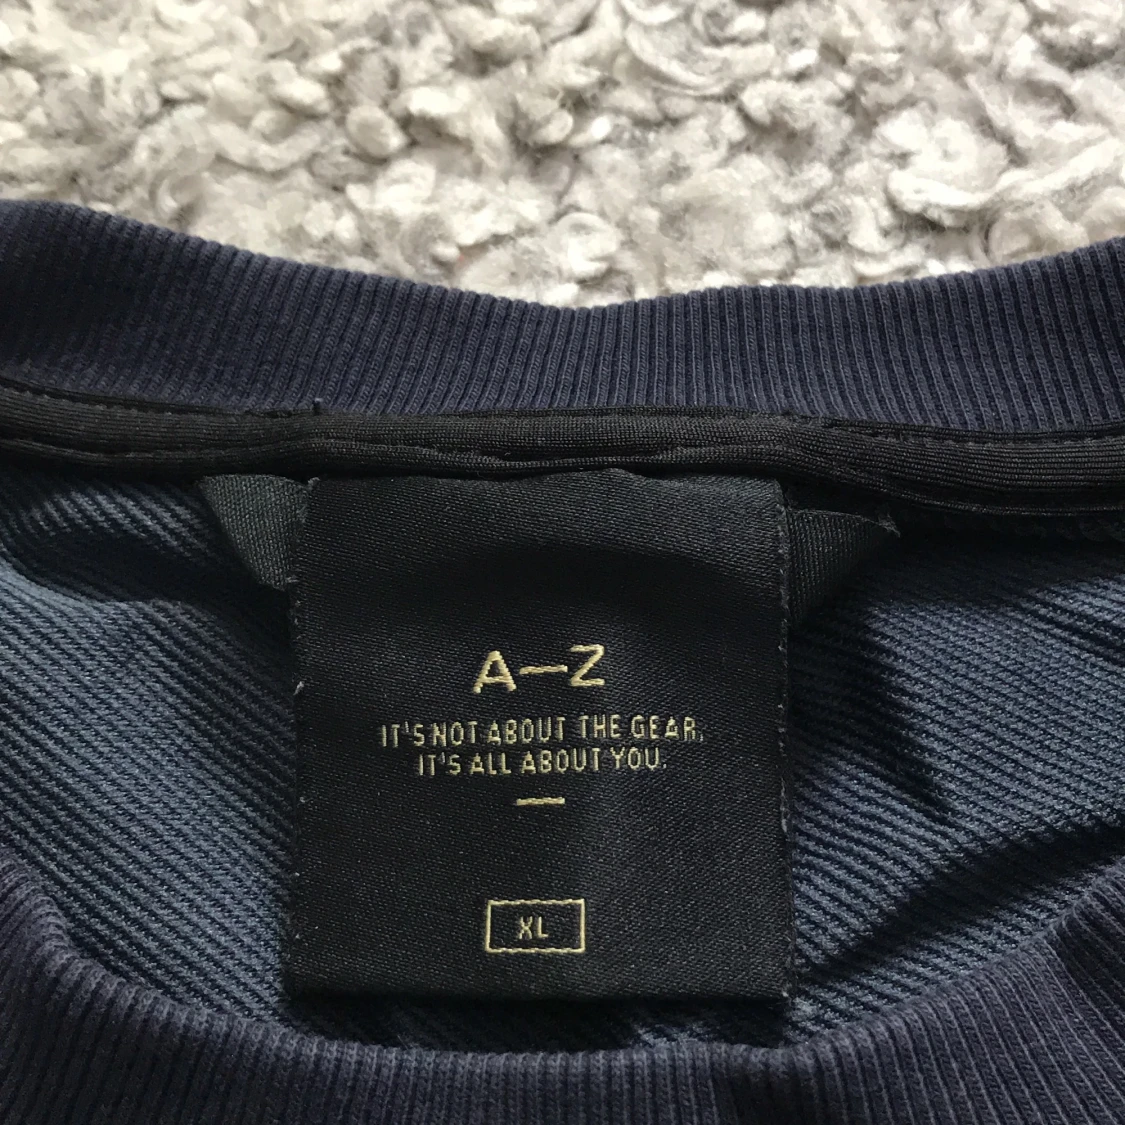 A—Z
IT'S NOT ABOUT THE GEAR,
IT'S ALL ABOUT YOU.
XL